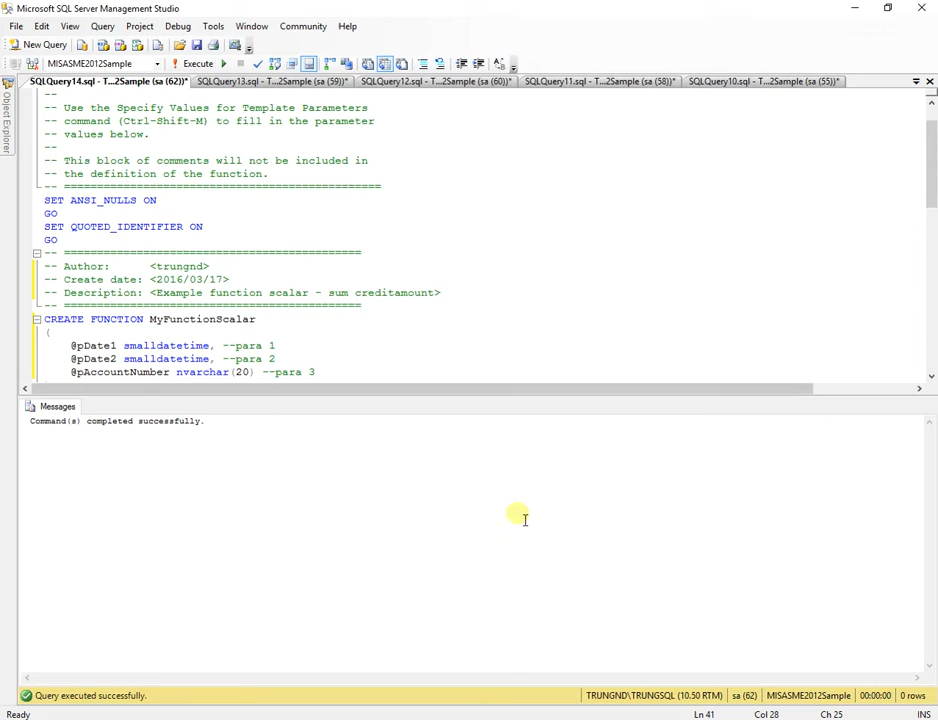 Microsoft SQL Server Management Studio
File Edit View Query Project Debug Tools Window Community Help
New Query
MISASME2012Sample Execute
SQLQuery14.sql - T...2Sample (sa (62))* SQLQuery13.sql - T...2Sample (sa (59))* SQLQuery12.sql - T...2Sample (sa (60))* SQLQuery11.sql - T...2Sample (sa (58))* SQLQuery10.sql - T...2Sample (sa (55))*
Object Explorer
--
-- Use the Specify Values for Template Parameters
-- command (Ctrl-Shift-M) to fill in the parameter
-- values below.
--
-- This block of comments will not be included in
-- the definition of the function.
-- ================================================
SET ANSI_NULLS ON
GO
SET QUOTED_IDENTIFIER ON
GO
-- =============================================
-- Author: <trungnd>
-- Create date: <2016/03/17>
-- Description: <Example function scalar - sum creditamount>
-- =============================================
CREATE FUNCTION MyFunctionScalar
(
@pDate1 smalldatetime, --para 1
@pDate2 smalldatetime, --para 2
@pAccountNumber nvarchar(20) --para 3
Messages
Command(s) completed successfully.
Query executed successfully. TRUNGND\TRUNGSQL (10.50 RTM) sa (62) MISASME2012Sample 00:00:00 0 rows
Ready Ln 41 Col 28 Ch 25 INS